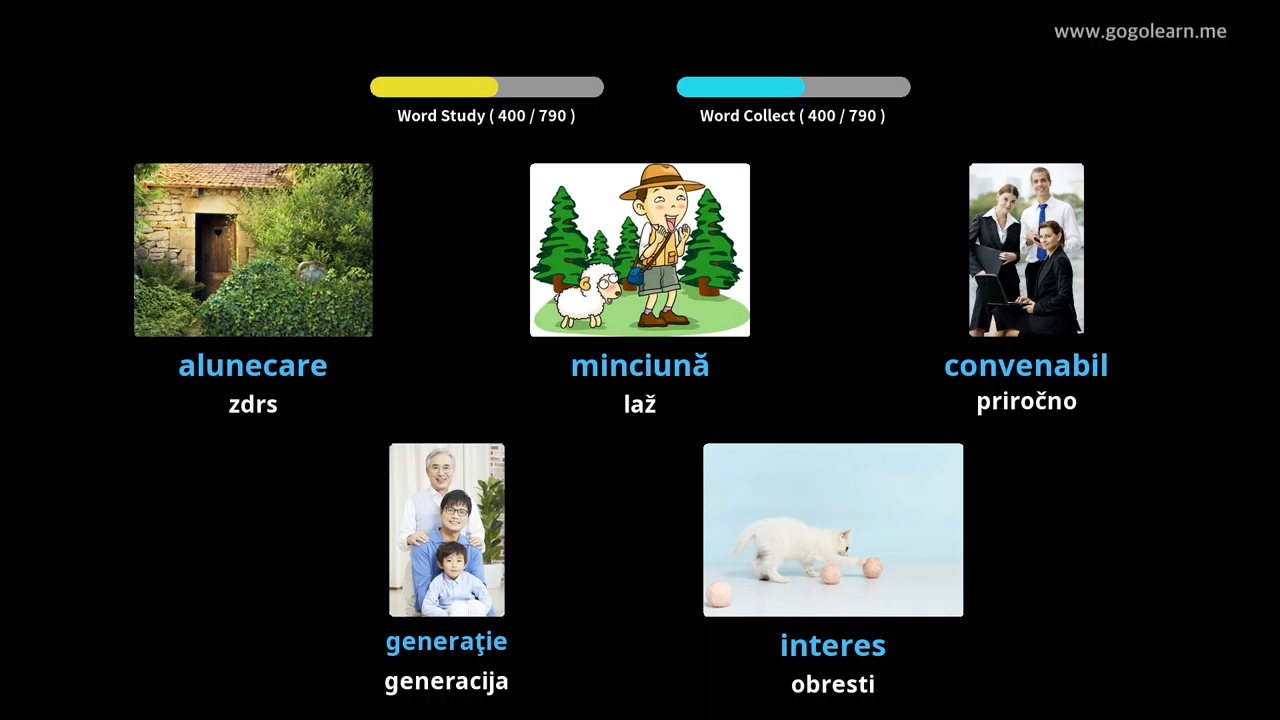 www.gogolearn.me
Word Study ( 400 / 790 )
Word Collect ( 400 / 790 )
alunecare
zdrs
minciună
laž
convenabil
priročno
generaţie
generacija
interes
obresti